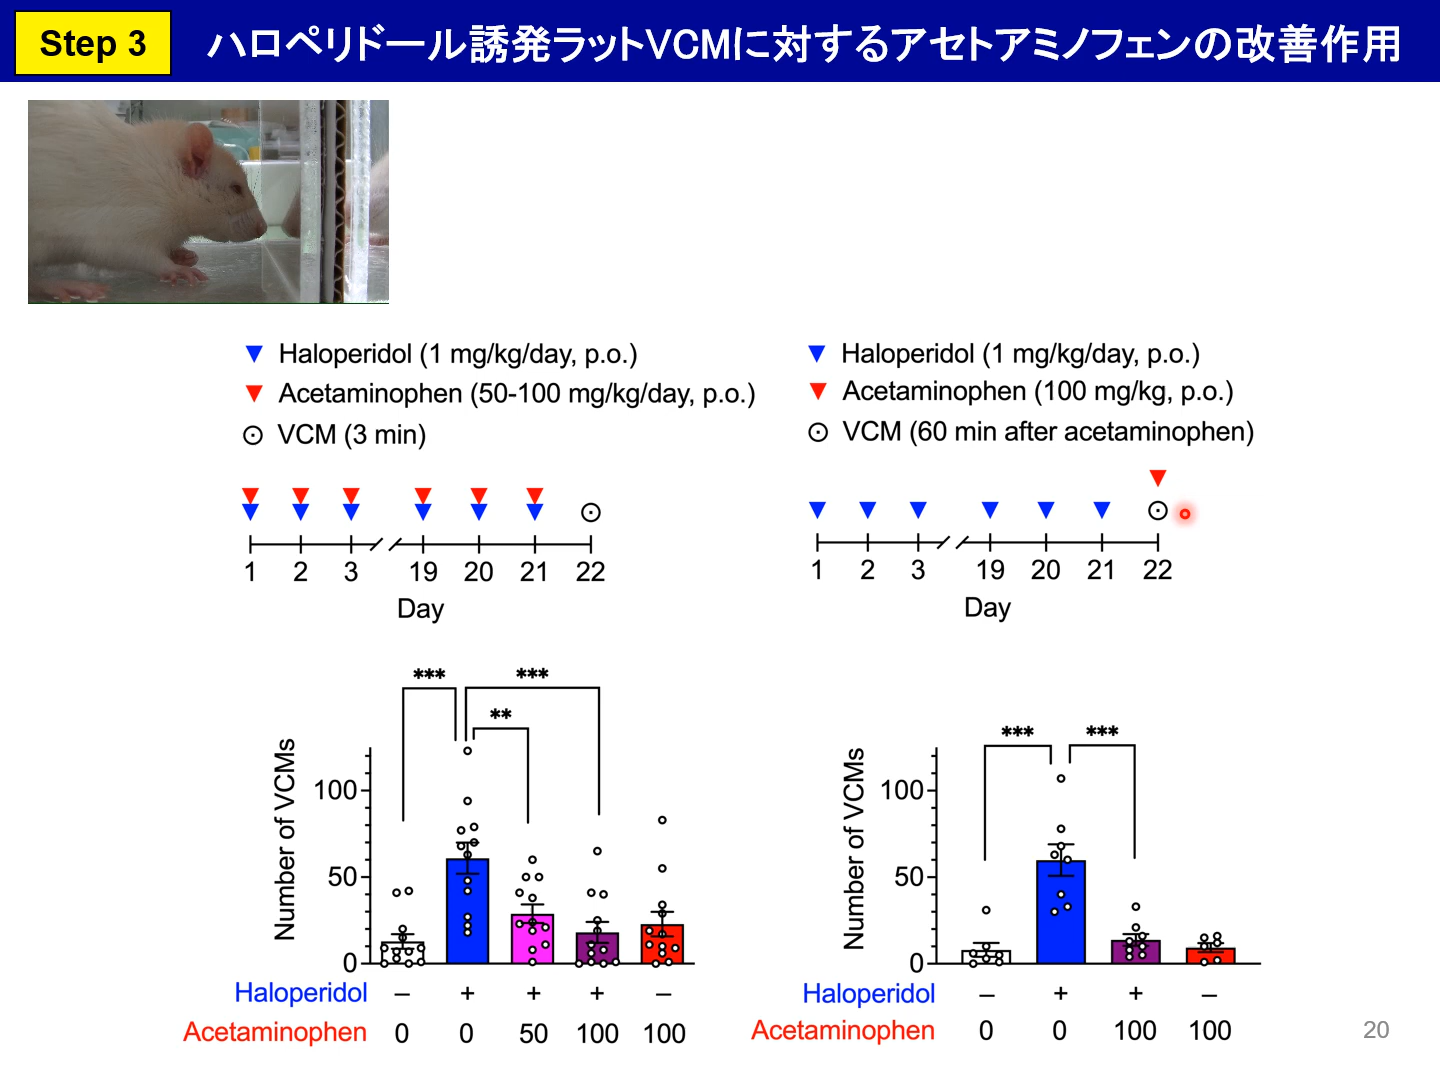 Step 3
ハロペリドール誘発ラットVCMに対するアセトアミノフェンの改善作用
Haloperidol (1 mg/kg/day, p.o.)
Acetaminophen (50-100 mg/kg/day, p.o.)
VCM (3 min)
1 2 3 19 20 21 22
Day
Haloperidol (1 mg/kg/day, p.o.)
Acetaminophen (100 mg/kg, p.o.)
VCM (60 min after acetaminophen)
1 2 3 19 20 21 22
Day
*** ***
**
Number of VCMs
100
50
0
Haloperidol – + + + –
Acetaminophen 0 0 50 100 100
*** ***
Number of VCMs
100
50
0
Haloperidol – + + –
Acetaminophen 0 0 100 100
20